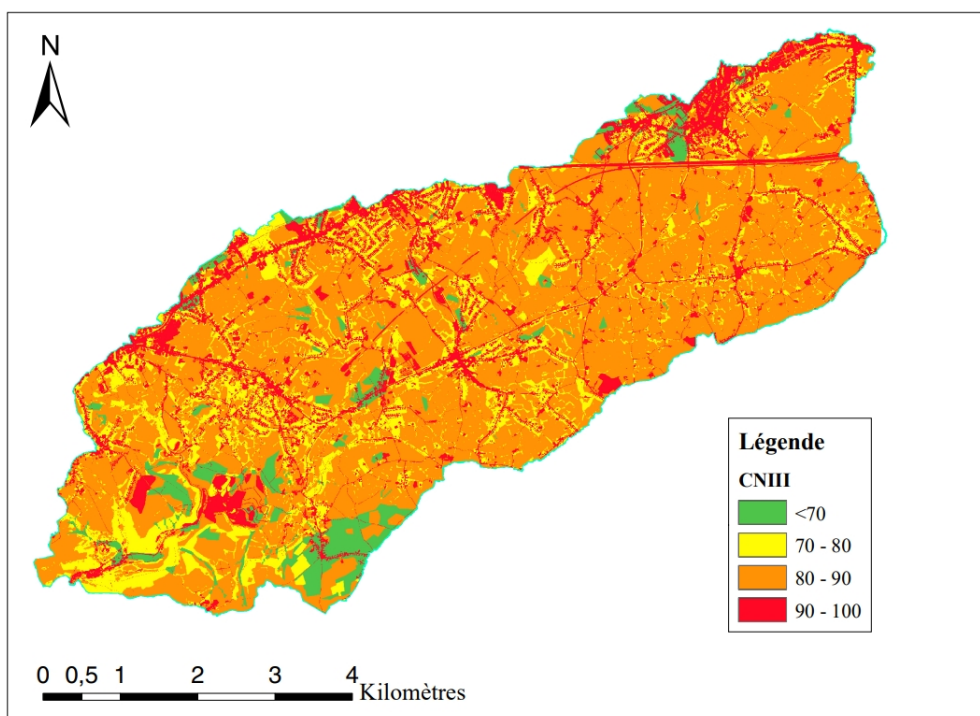 N
Légende
CNIII
<70
70 - 80
80 - 90
90 - 100
0 0,5 1 2 3 4
Kilomètres